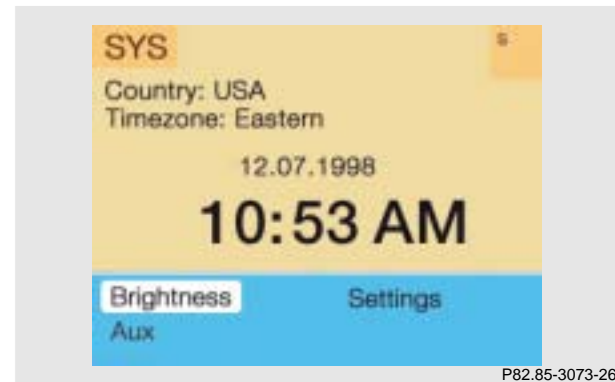 SYS
S
Country: USA
Timezone: Eastern
12.07.1998
10:53 AM
Brightness Settings
Aux
P82.85-3073-26